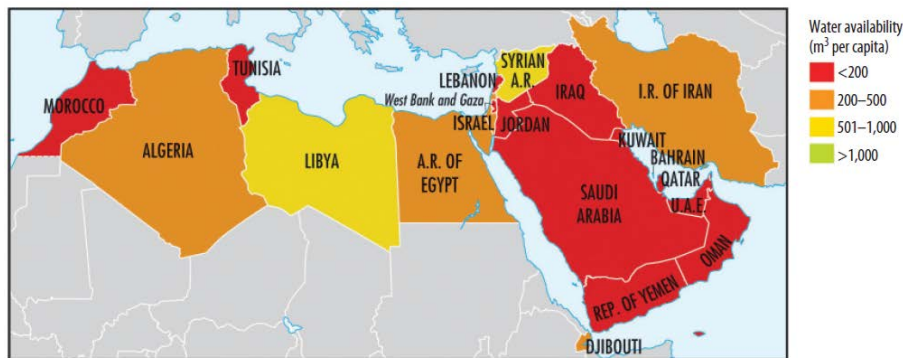 Water availability
(m³ per capita)
<200
200–500
501–1,000
>1,000
TUNISIA
MOROCCO
ALGERIA
LIBYA
A.R. OF
EGYPT
LEBANON
West Bank and Gaza
ISRAEL
SYRIAN
A.R.
IRAQ
JORDAN
I.R. OF IRAN
KUWAIT
BAHRAIN
QATAR
U.A.E.
SAUDI
ARABIA
OMAN
REP. OF YEMEN
DJIBOUTI